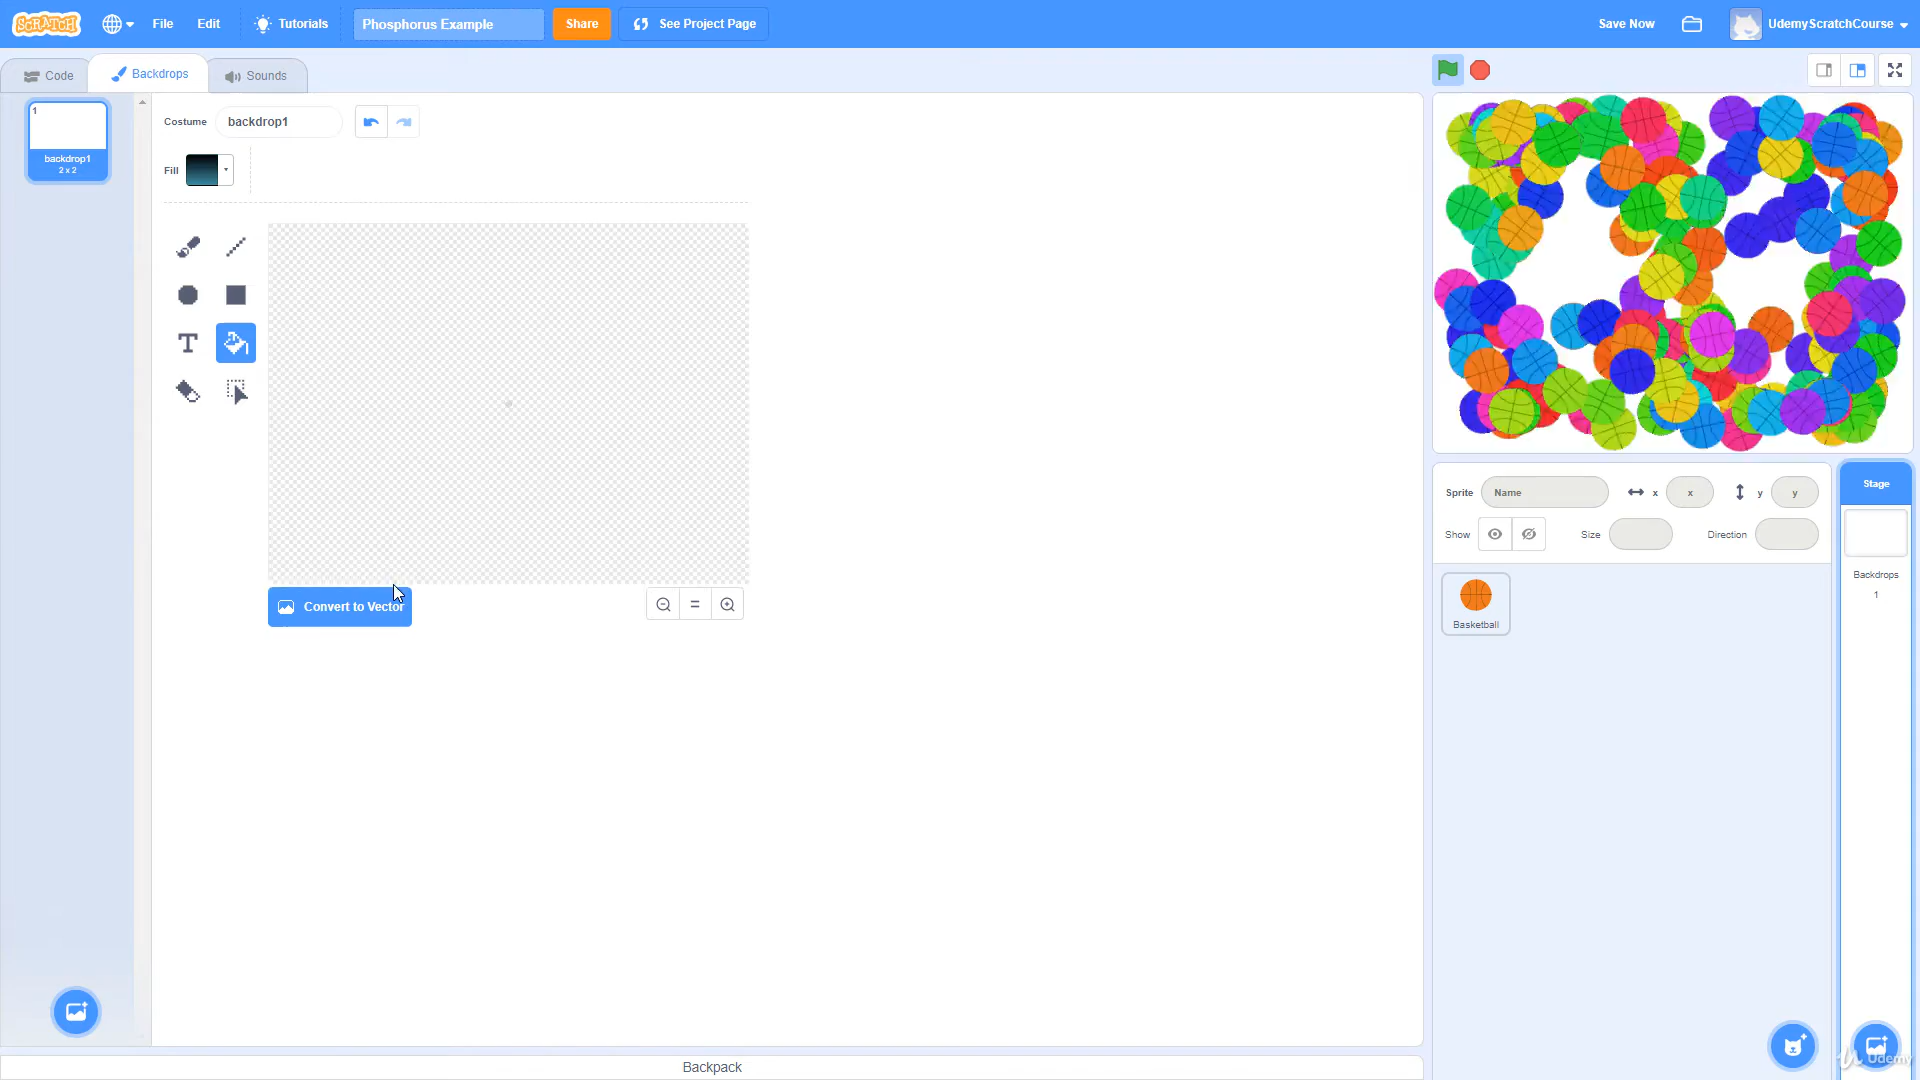 SCRATCH File Edit Tutorials Phosphorus Example Share See Project Page Save Now UdemyScratchCourse
Code Backdrops Sounds
1
backdrop1
2 x 2
Costume backdrop1
Fill
T
Convert to Vector
Sprite Name x x y y
Show Size Direction
Basketball
Stage
Backdrops
1
Backpack
Udemy